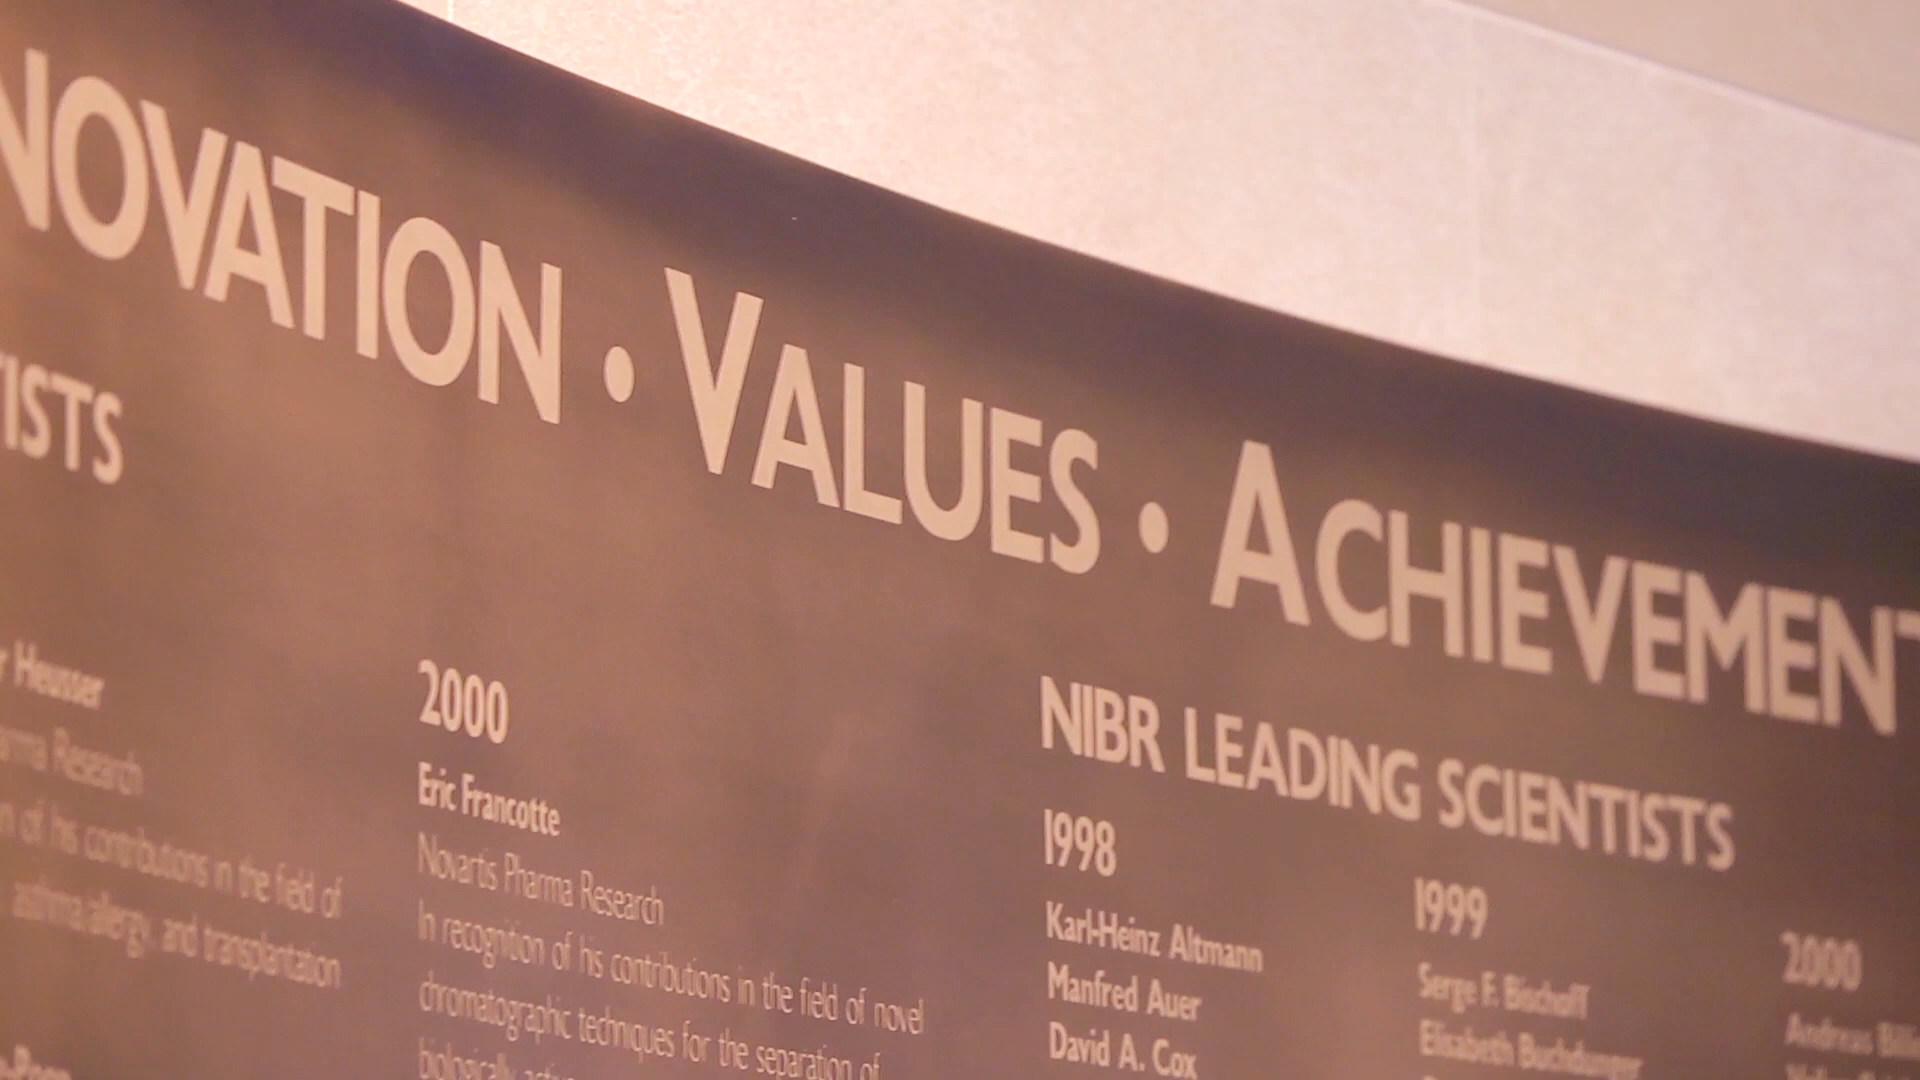 NOVATION · VALUES · ACHIEVEMENT
ISTS
Heusser
Research
of his contributions in the field of
asthma, allergy, and transplantation
2000
Eric Francotte
Novartis Pharma Research
In recognition of his contributions in the field of novel
chromatographic techniques for the separation of
biologically
NIBR LEADING SCIENTISTS
1998
Karl-Heinz Altmann
Manfred Auer
David A. Cox
1999
Serge F. Bischoff
Elisabeth Buchdunger
2000
Andreas